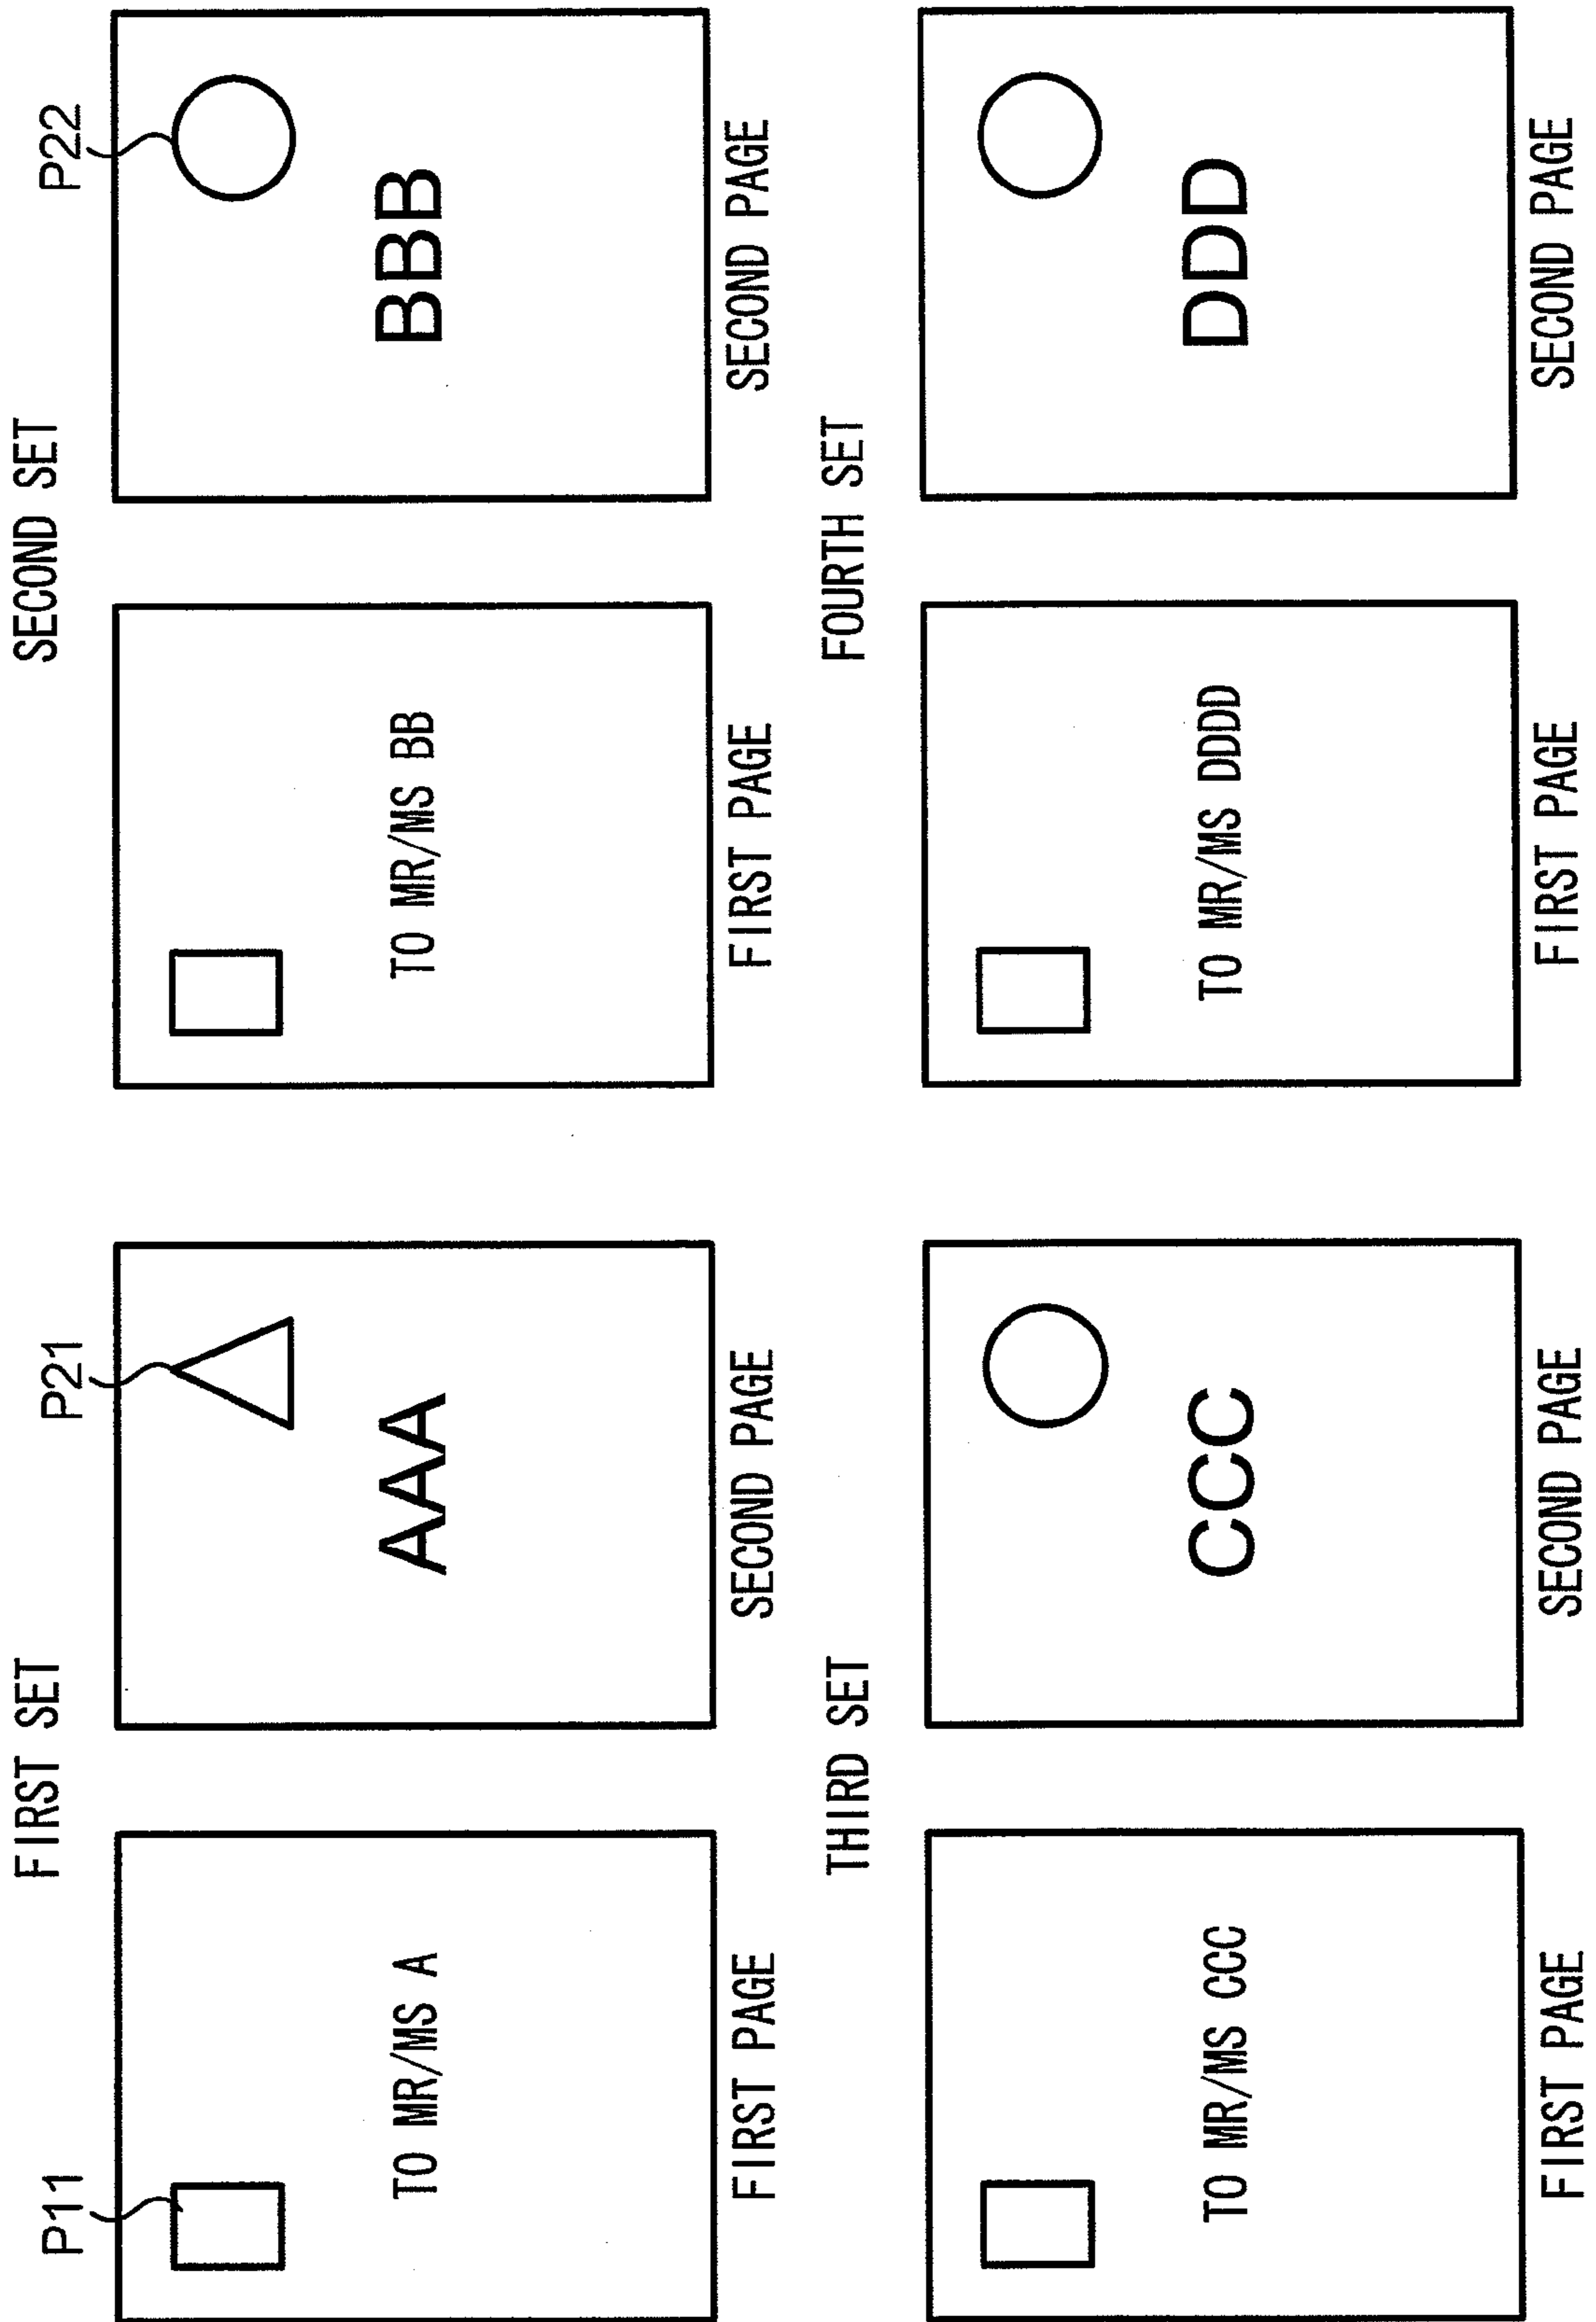 FIRST SET
P11
TO MR/MS A
FIRST PAGE
P21
AAA
SECOND PAGE
SECOND SET
TO MR/MS BB
FIRST PAGE
P22
BBB
SECOND PAGE
THIRD SET
TO MR/MS CCC
FIRST PAGE
CCC
SECOND PAGE
FOURTH SET
TO MR/MS DDDD
FIRST PAGE
DDD
SECOND PAGE